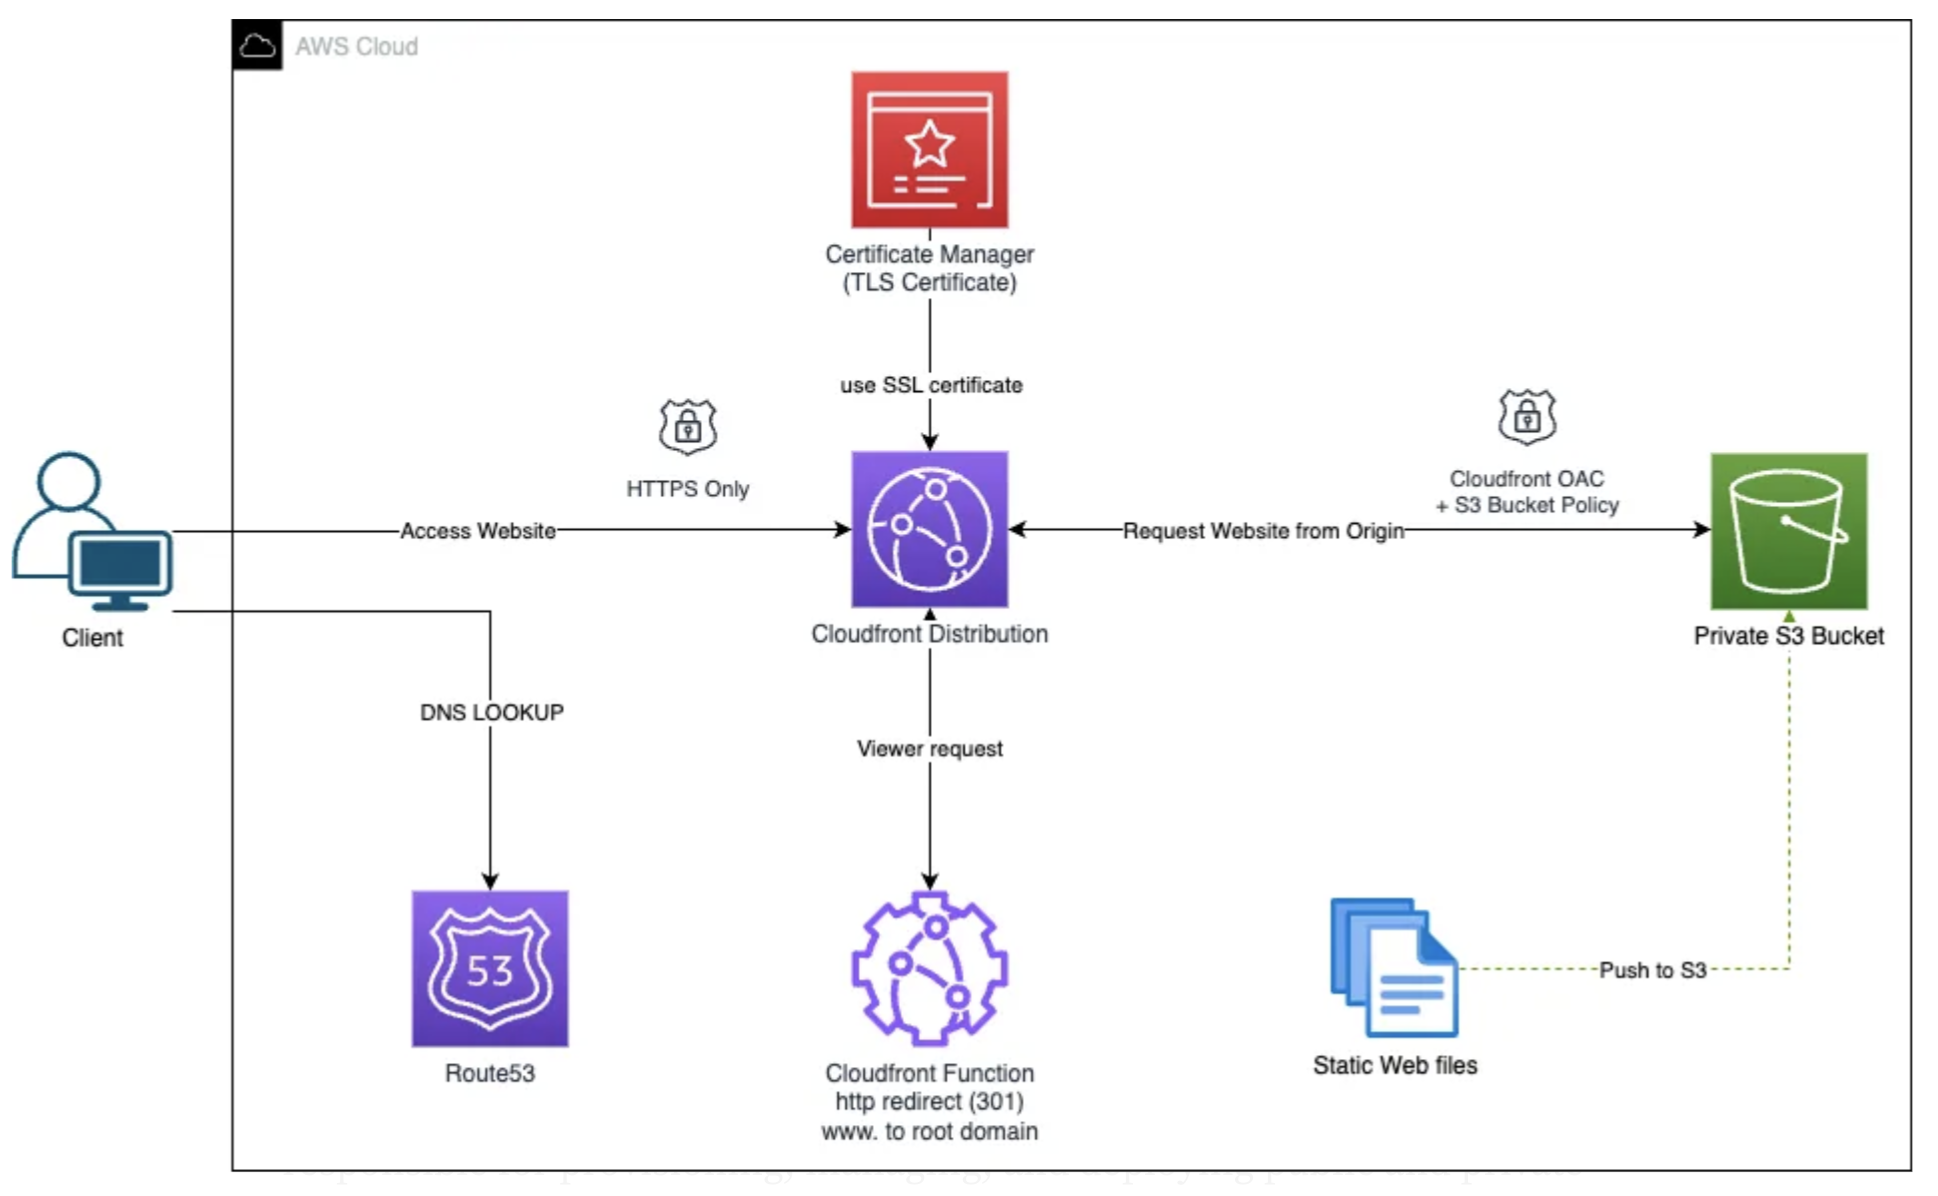 AWS Cloud
Certificate Manager
(TLS Certificate)
use SSL certificate
HTTPS Only
Cloudfront OAC
+ S3 Bucket Policy
Access Website
Request Website from Origin
Client
Cloudfront Distribution
Private S3 Bucket
DNS LOOKUP
Viewer request
53
Push to S3
Route53
Cloudfront Function
http redirect (301)
www. to root domain
Static Web files